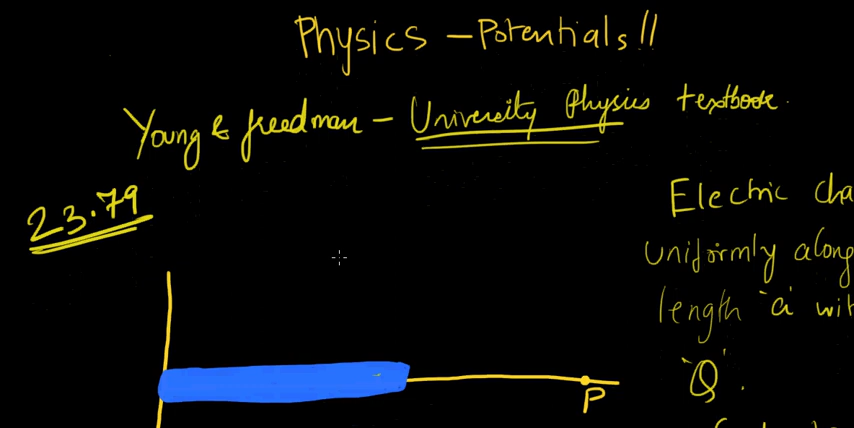 Physics - Potentials!!
Young & freedman - University Physics textbook.
23.79
Electric cha
uniformly along
length 'a' wit
'Q'.
P